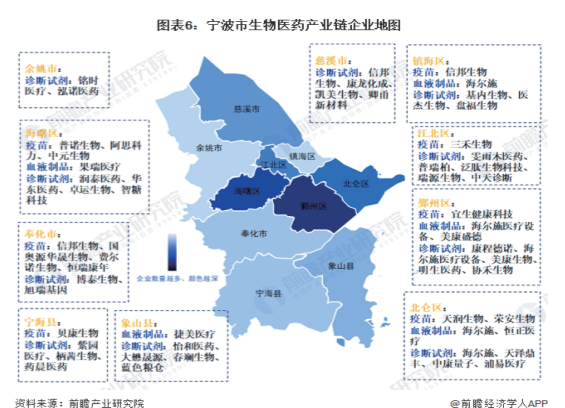 图表6：宁波市生物医药产业链企业地图
余姚市：
诊断试剂：铭时
医疗、泓诺医药
慈溪市：
诊断试剂：信邦
生物、康龙化成、
凯美生物、卿甬
新材料
镇海区：
疫苗：信邦生物
血液制品：海尔施
诊断试剂：基内生物、医
杰生物、盘福生物
海曙区：
疫苗：普诺生物、阿思科
力、中元生物
血液制品：果瑞医疗
诊断试剂：润泰医药、华
东医药、卓运生物、智糖
科技
江北区：
疫苗：三禾生物
诊断试剂：雯雨木医药、
普瑞柏、泛肽生物科技、
瑞源生物、中天诊断
鄞州区：
疫苗：宜生健康科技
血液制品：海尔施医疗设
备、美康盛德
诊断试剂：康程德诺、海
尔施医疗设备、美康生物、
明生医药、协禾生物
奉化市：
疫苗：信邦生物、国
奥源华晟生物、费尔
诺生物、恒瑞康年
诊断试剂：博泰生物、
旭瑞基因
宁海县：
疫苗：贝康生物
诊断试剂：紫园
医疗、柄茜生物、
药晨医药
象山县：
血液制品：捷美医疗
诊断试剂：怡和医药、
大懋晟源、春端生物、
蓝色粮仓
北仑区：
疫苗：天润生物、荣安生物
血液制品：海尔施、恒正医
疗
诊断试剂：海尔施、天泽鼎
丰、中康量子、浦易医疗
慈溪市
余姚市
镇海区
江北区
北仑区
海曙区
鄞州区
奉化市
象山县
宁海县
企业数量越多，颜色越深
资料来源：前瞻产业研究院
@前瞻经济学人APP